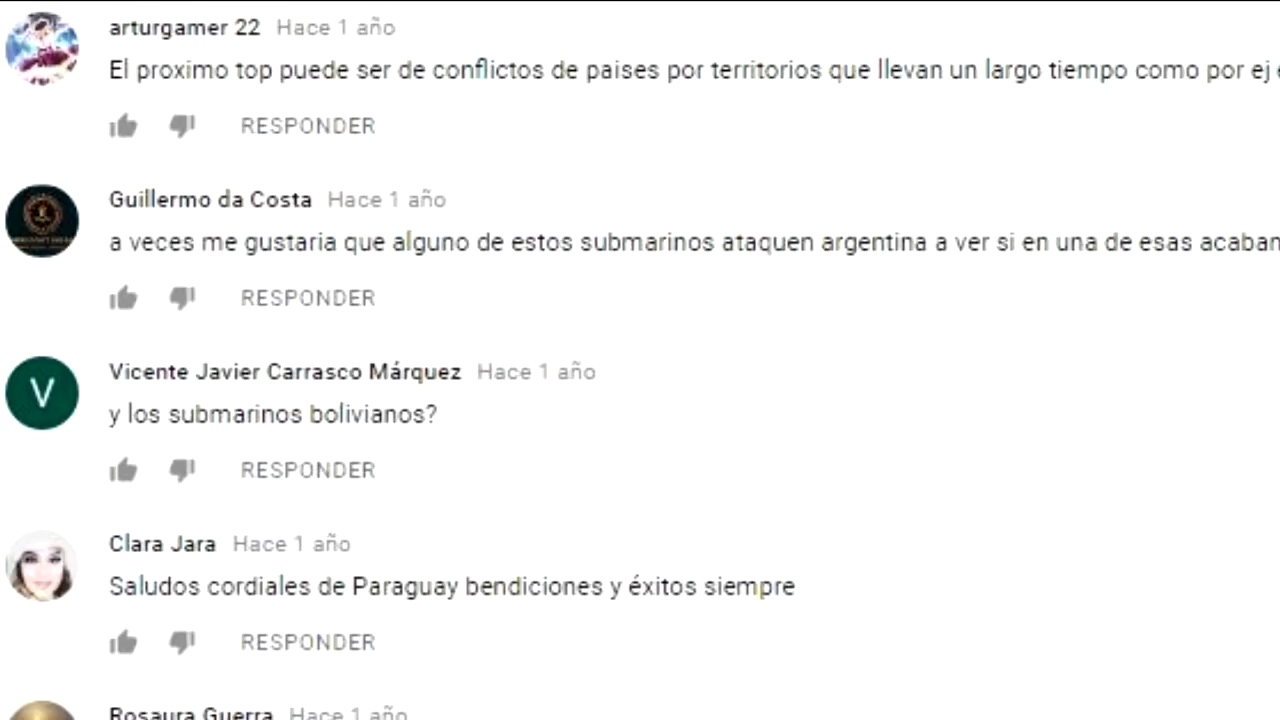 arturgamer 22 Hace 1 año
El proximo top puede ser de conflictos de paises por territorios que llevan un largo tiempo como por ej
RESPONDER
Guillermo da Costa Hace 1 año
a veces me gustaria que alguno de estos submarinos ataquen argentina a ver si en una de esas acaban
RESPONDER
V
Vicente Javier Carrasco Márquez Hace 1 año
y los submarinos bolivianos?
RESPONDER
Clara Jara Hace 1 año
Saludos cordiales de Paraguay bendiciones y éxitos siempre
RESPONDER
Rosaura Guerra Hace 1 año